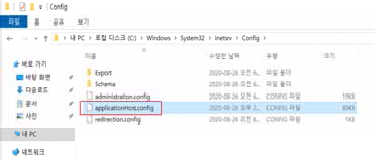 파일 홈 공유 보기
내 PC > 로컬 디스크 (C:) > Windows > System32 > inetsrv > Config >
이름 수정한 날짜 유형 크기
바로 가기
바탕 화면
다운로드
문서
사진
내 PC
네트워크
Export 2020-08-26 오전 6... 파일 폴더
Schema 2020-08-26 오전 6... 파일 폴더
administration.config 2020-08-26 오전 6... CONFIG 파일
applicationHost.config 2020-08-26 오후 2... CONFIG 파일 80KB
redirection.config 2020-08-26 오전 6... CONFIG 파일 1KB